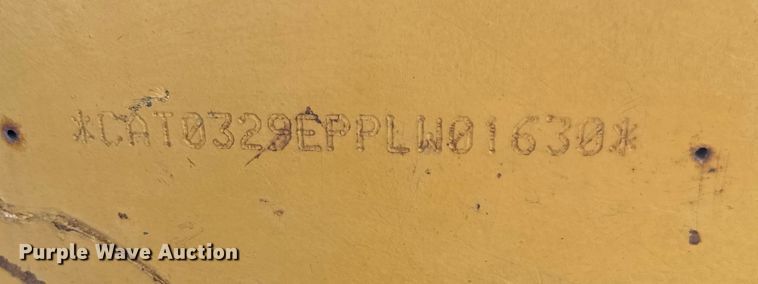 *CAT0329EPPLW01630*
Purple Wave Auction